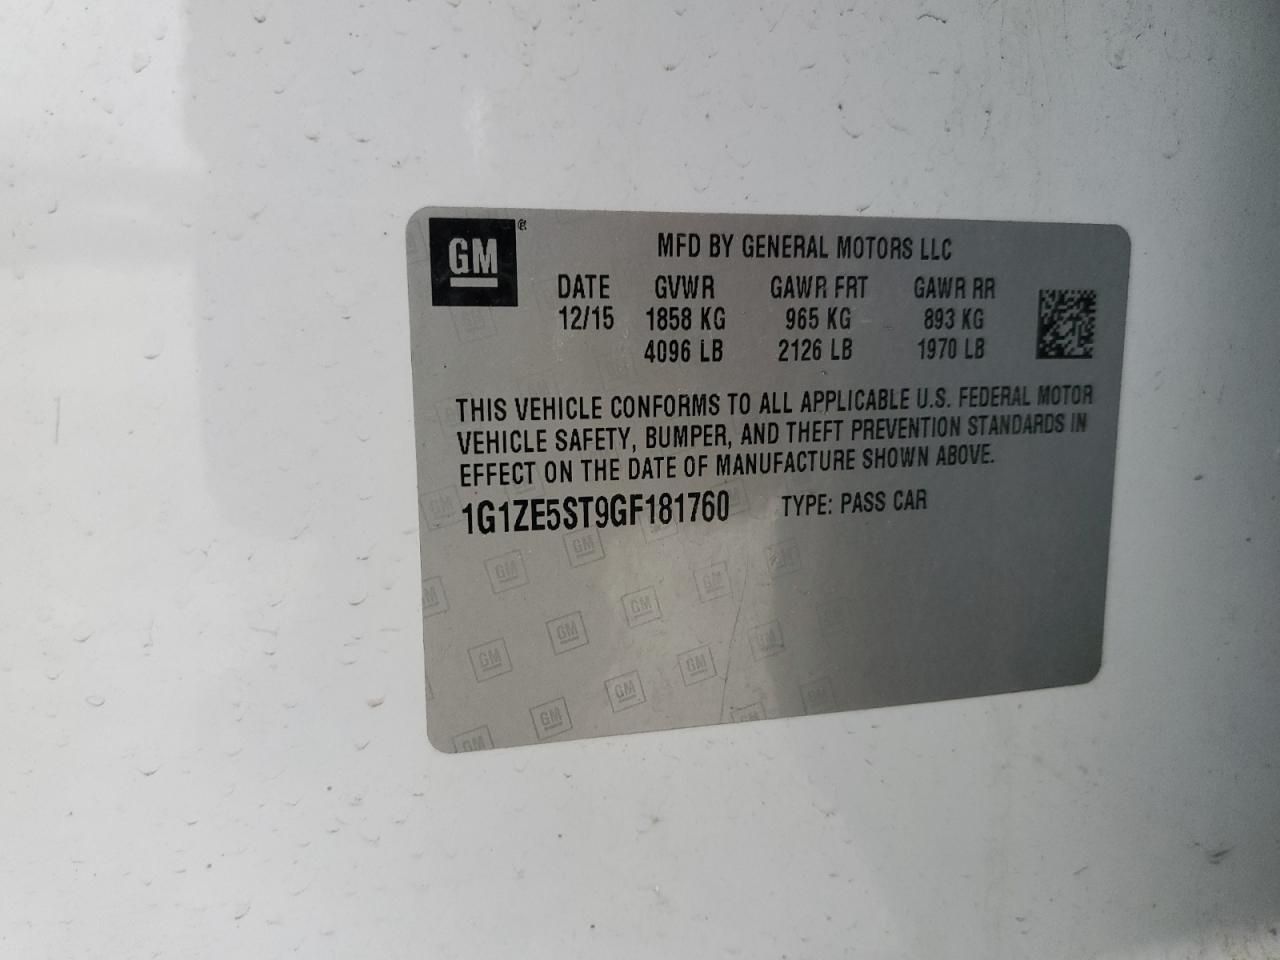 GM ®
MFD BY GENERAL MOTORS LLC
DATE GVWR GAWR FRT GAWR RR
12/15 1858 KG 965 KG 893 KG
4096 LB 2126 LB 1970 LB
THIS VEHICLE CONFORMS TO ALL APPLICABLE U.S. FEDERAL MOTOR
VEHICLE SAFETY, BUMPER, AND THEFT PREVENTION STANDARDS IN
EFFECT ON THE DATE OF MANUFACTURE SHOWN ABOVE.
1G1ZE5ST9GF181760 TYPE: PASS CAR